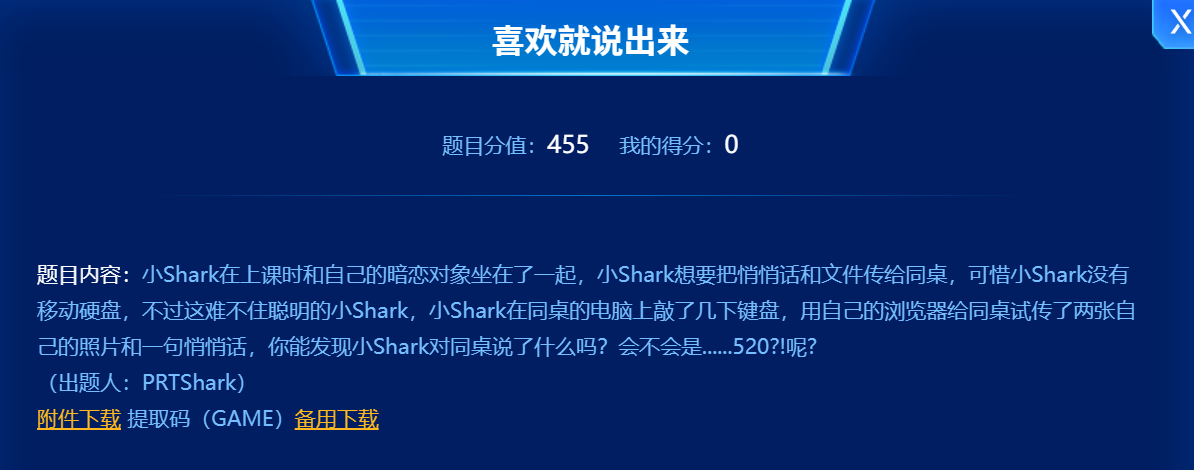 喜欢就说出来
X
题目分值：455 我的得分：0
题目内容：小Shark在上课时和自己的暗恋对象坐在了一起，小Shark想要把悄悄话和文件传给同桌，可惜小Shark没有
移动硬盘，不过这难不住聪明的小Shark，小Shark在同桌的电脑上敲了几下键盘，用自己的浏览器给同桌试传了两张自
己的照片和一句悄悄话，你能发现小Shark对同桌说了什么吗？会不会是......520?!呢?
（出题人：PRTShark）
附件下载 提取码（GAME）备用下载